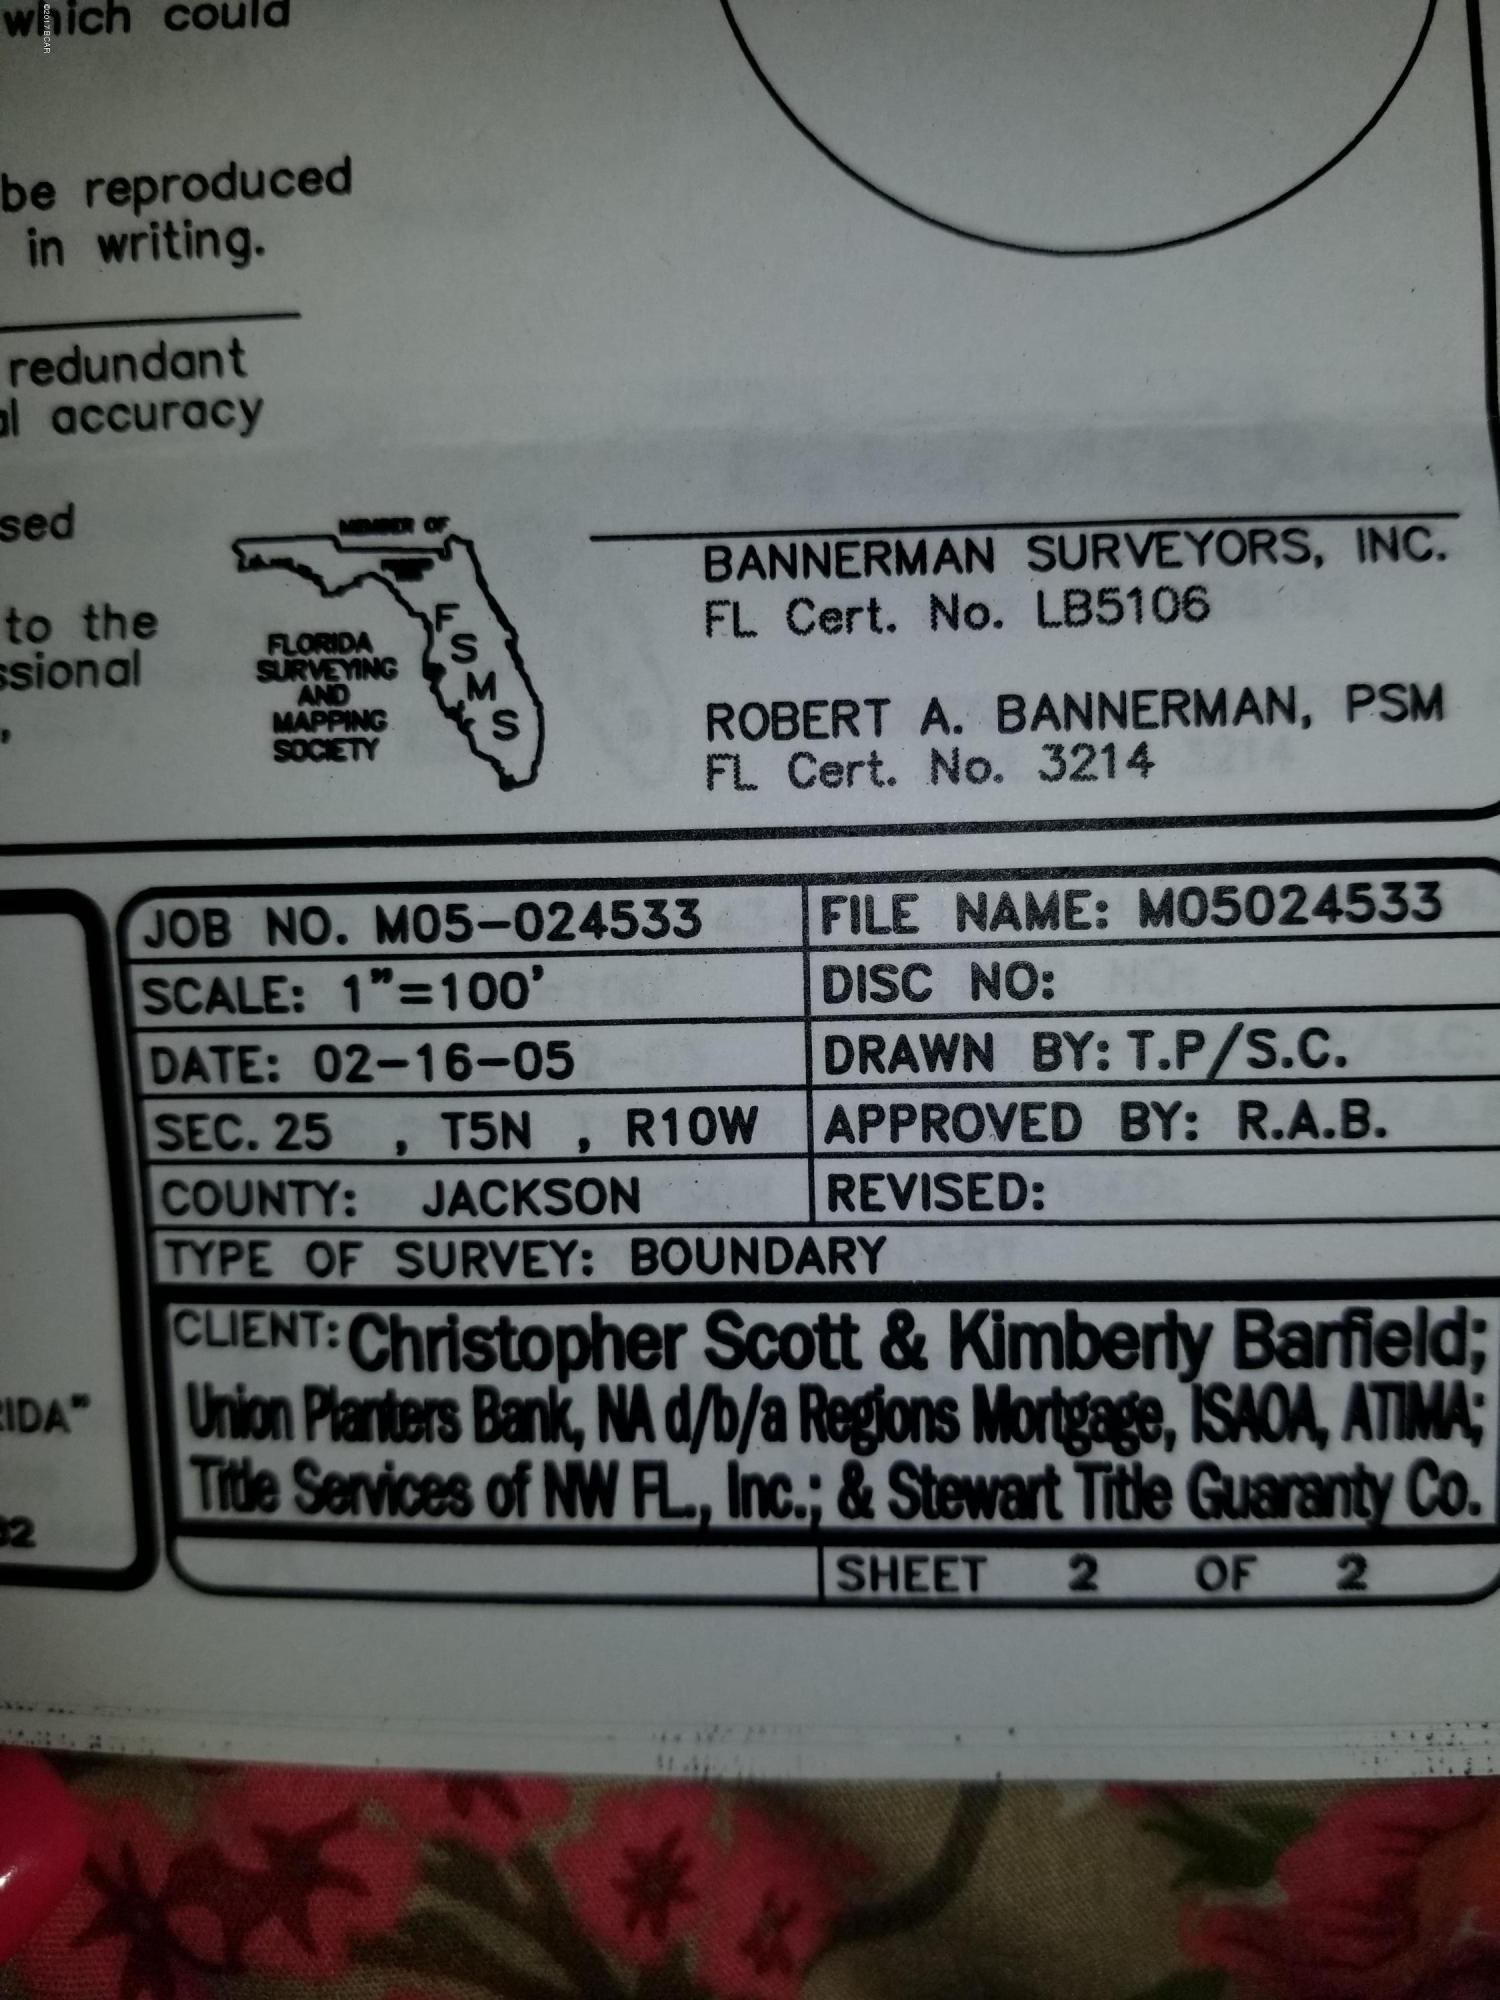 ©2017 BCAR
which could
be reproduced
in writing.
redundant
al accuracy
sed
to the
ssional
,
MEMBER OF
F
S
M
S
FLORIDA
SURVEYING
AND
MAPPING
SOCIETY
BANNERMAN SURVEYORS, INC.
FL Cert. No. LB5106
ROBERT A. BANNERMAN, PSM
FL Cert. No. 3214
JOB NO. M05-024533
FILE NAME: M05024533
SCALE: 1"=100'
DISC NO:
DATE: 02-16-05
DRAWN BY: T.P/S.C.
SEC. 25 , T5N , R10W
APPROVED BY: R.A.B.
COUNTY: JACKSON
REVISED:
TYPE OF SURVEY: BOUNDARY
CLIENT: Christopher Scott & Kimberly Barfield;
Union Planters Bank, NA d/b/a Regions Mortgage, ISAOA, ATIMA;
Title Services of NW FL., Inc.; & Stewart Title Guaranty Co.
RIDA"
32
SHEET 2 OF 2